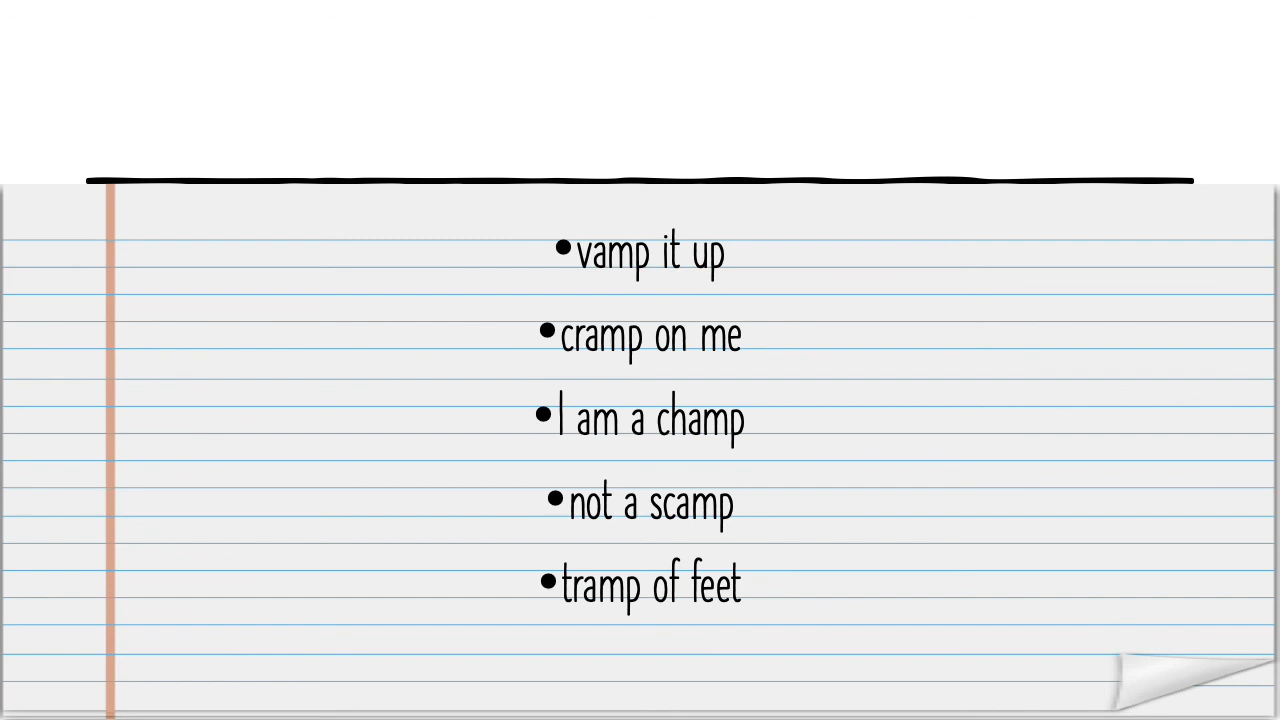 •vamp it up
•cramp on me
•I am a champ
•not a scamp
•tramp of feet